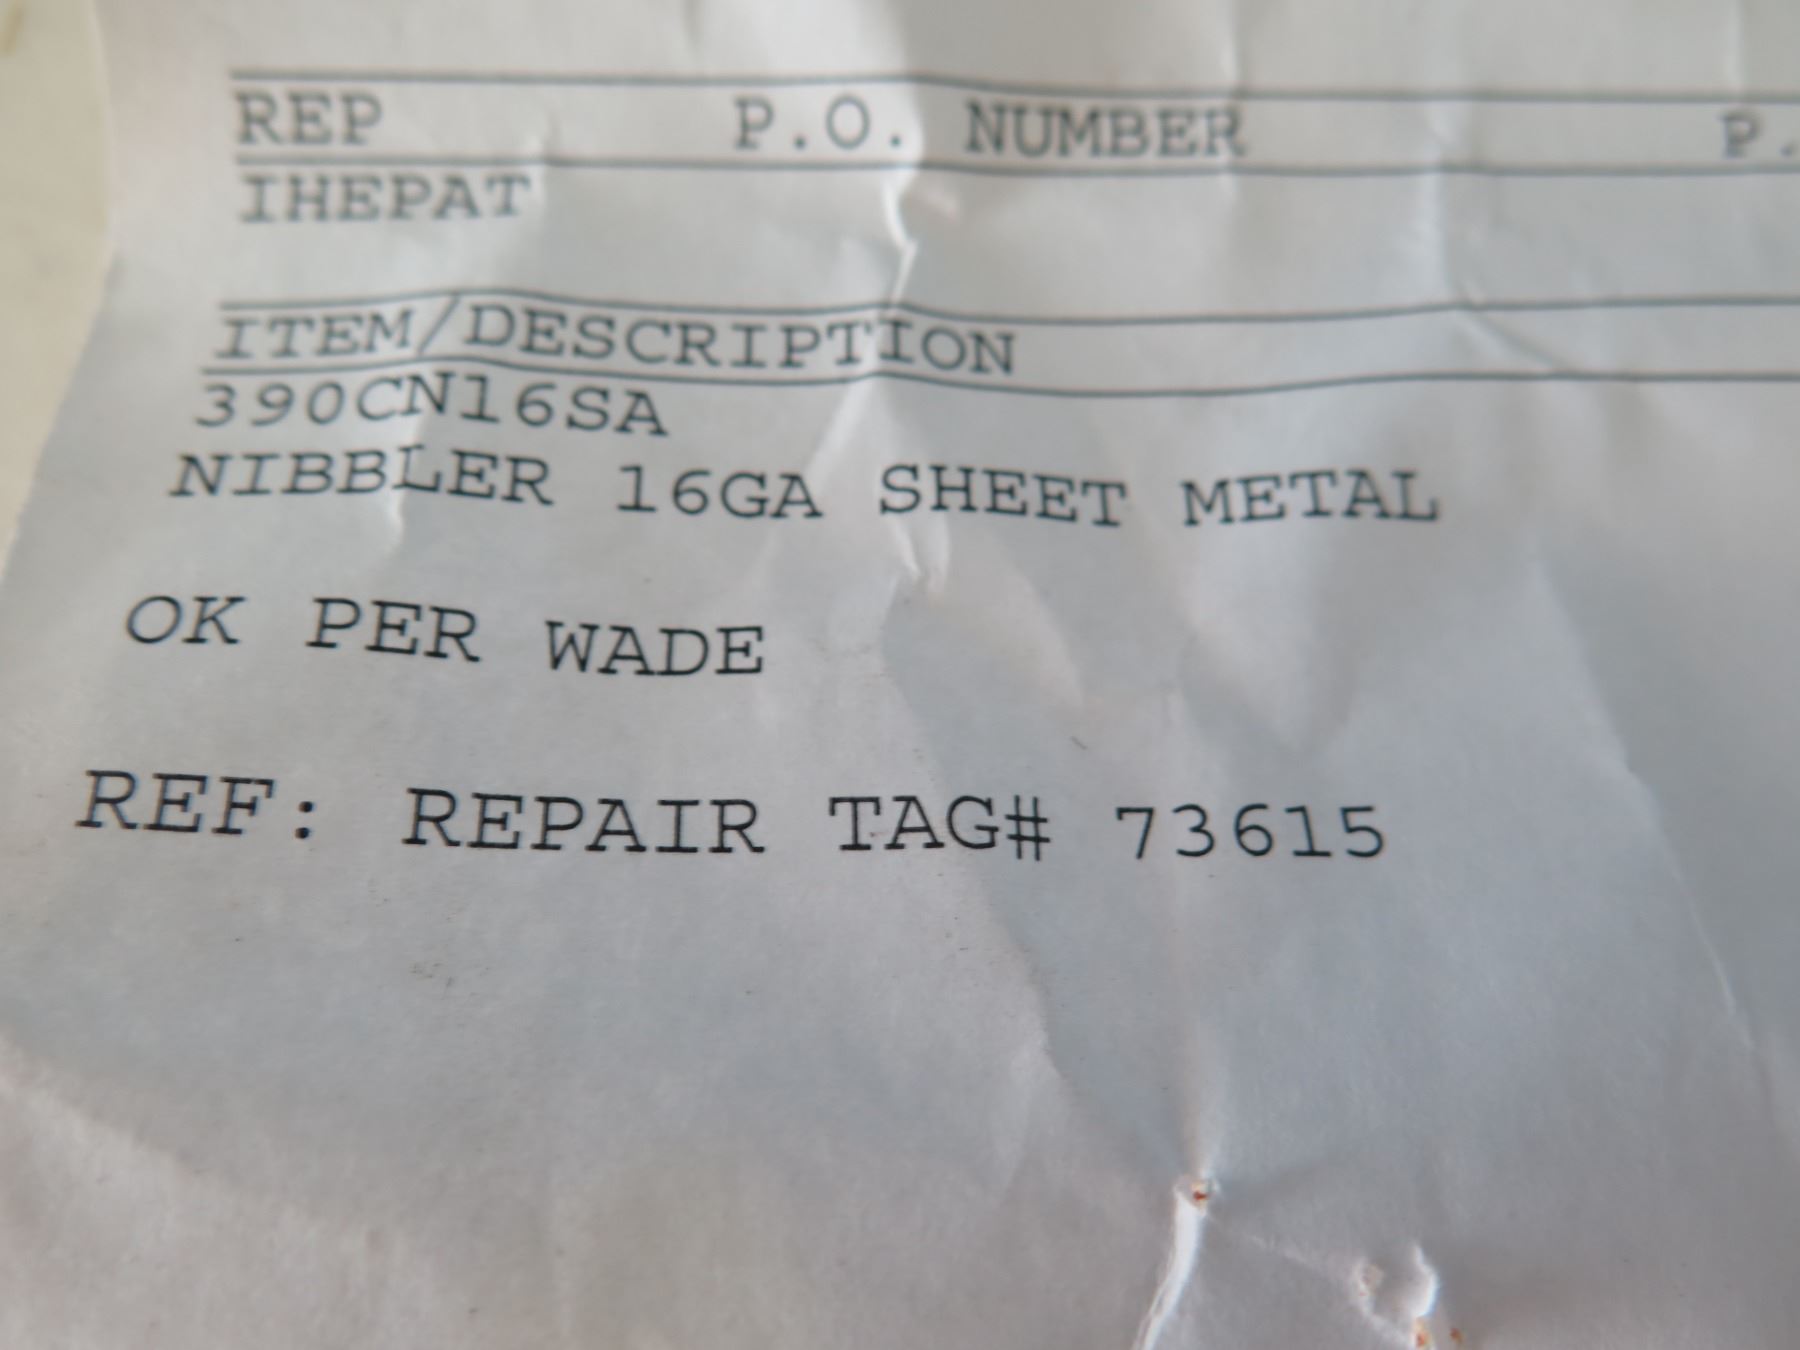 REP P.O. NUMBER P.
IHEPAT
ITEM/DESCRIPTION
390CN16SA
NIBBLER 16GA SHEET METAL
OK PER WADE
REF: REPAIR TAG# 73615